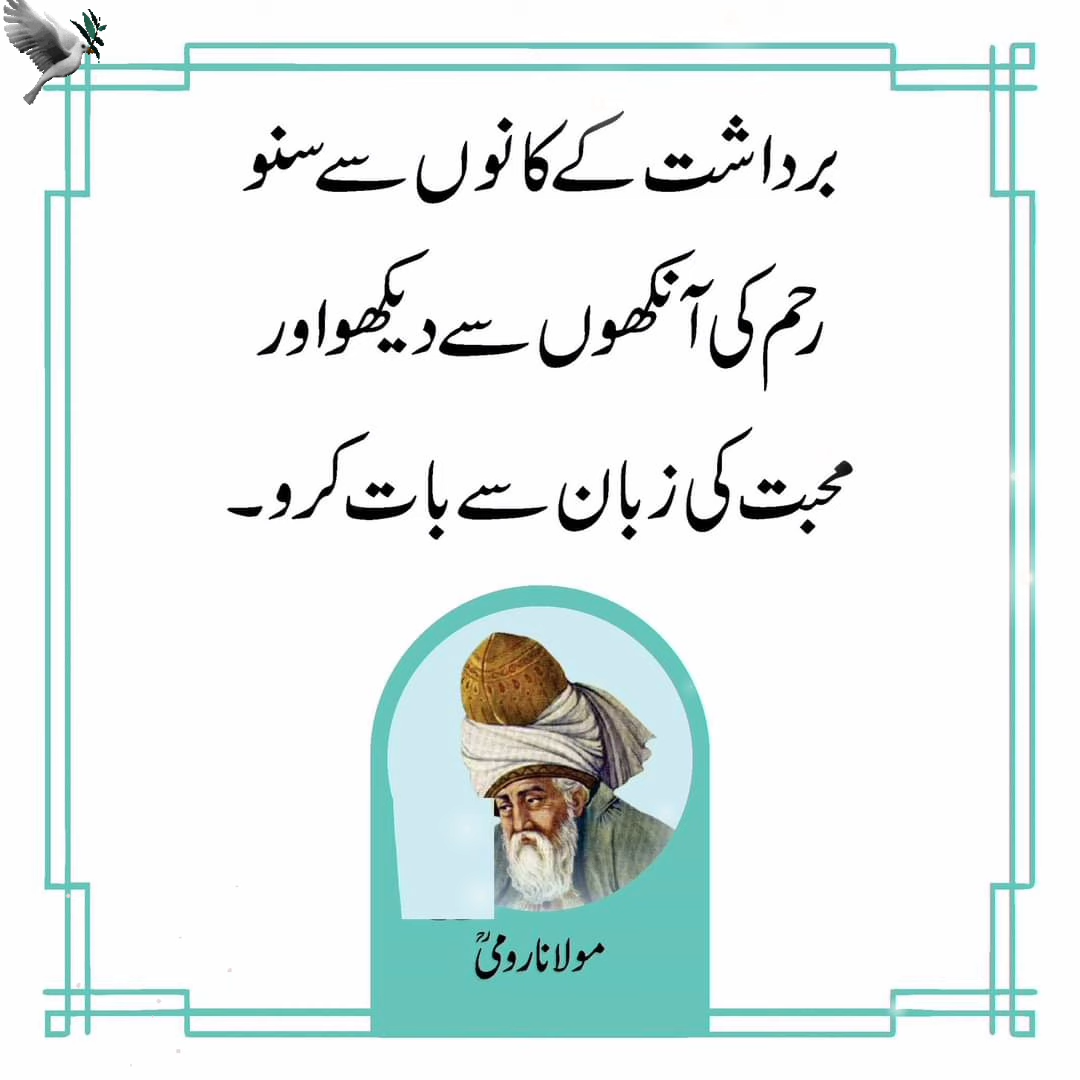 برداشت کے کانوں سے سنو
رحم کی آنکھوں سے دیکھو اور
محبت کی زبان سے بات کرو۔
مولانا رومیؒ